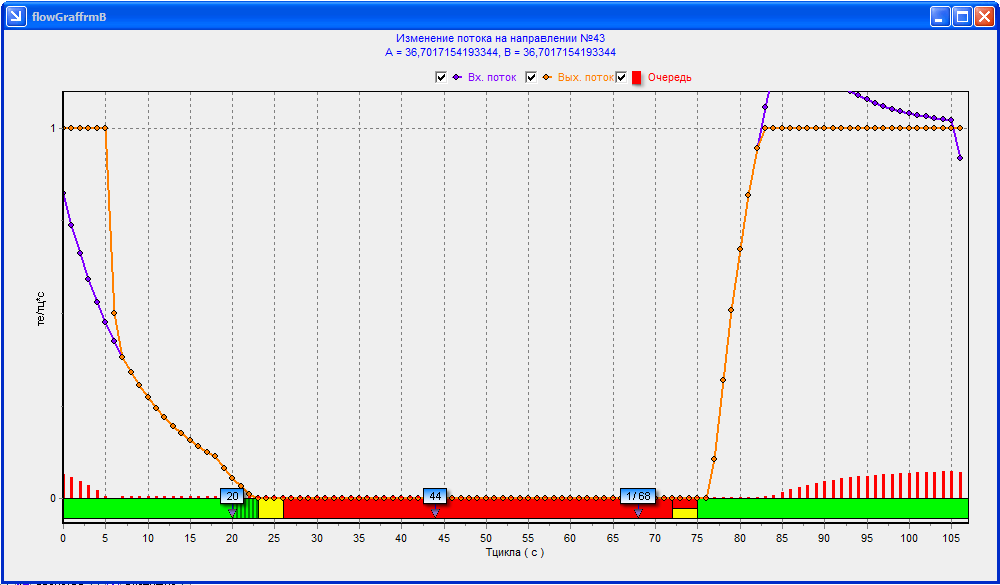 flowGraffrmB
Изменение потока на направлении №43
A = 36,7017154193344, B = 36,7017154193344
Вх. поток Вых. поток Очередь
1
те/тц*с
0
20 44 1/68
0 5 10 15 20 25 30 35 40 45 50 55 60 65 70 75 80 85 90 95 100 105
Тцикла ( с )